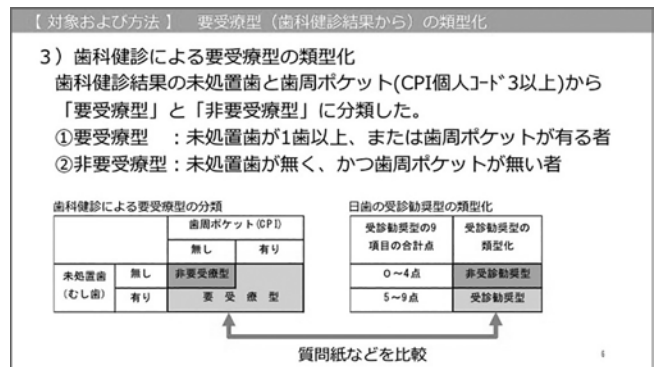 【対象および方法】 要受療型（歯科健診結果から）の類型化
3）歯科健診による要受療型の類型化
歯科健診結果の未処置歯と歯周ポケット(CPI個人ｺｰﾄﾞ3以上)から
「要受療型」と「非要受療型」に分類した。
①要受療型　：未処置歯が1歯以上、または歯周ポケットが有る者
②非要受療型：未処置歯が無く、かつ歯周ポケットが無い者
歯科健診による要受療型の分類
歯周ポケット(CPI)
無し 有り
未処置歯
(むし歯)
無し 非要受療型
有り 要 受 療 型
日歯の受診勧奨型の類型化
受診勧奨型の9
項目の合計点
受診勧奨型の
類型化
0～4点 非受診勧奨型
5～9点 受診勧奨型
質問紙などを比較
6